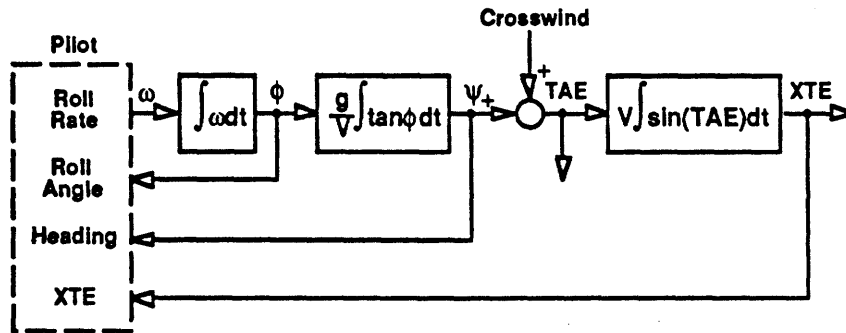 Crosswind
Pilot
Roll
Rate
ω
∫ωdt
ϕ
g/V ∫tanϕdt
ψ
+
+
TAE
V∫sin(TAE)dt
XTE
Roll
Angle
Heading
XTE